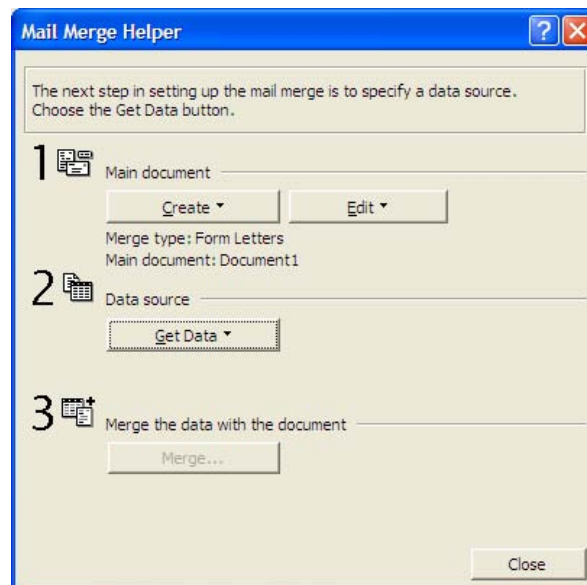 Mail Merge Helper
The next step in setting up the mail merge is to specify a data source.
Choose the Get Data button.
1
Main document
Create
Edit
Merge type: Form Letters
Main document: Document1
2
Data source
Get Data
3
Merge the data with the document
Merge...
Close